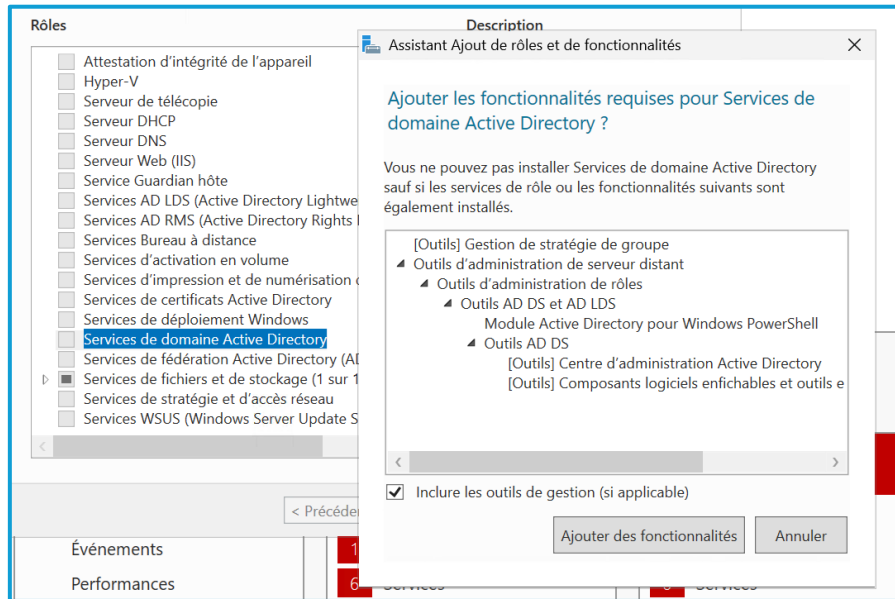 Rôles
Description
Attestation d'intégrité de l'appareil
Hyper-V
Serveur de télécopie
Serveur DHCP
Serveur DNS
Serveur Web (IIS)
Service Guardian hôte
Services AD LDS (Active Directory Lightwe
Services AD RMS (Active Directory Rights
Services Bureau à distance
Services d'activation en volume
Services d'impression et de numérisation
Services de certificats Active Directory
Services de déploiement Windows
Services de domaine Active Directory
Services de fédération Active Directory (AD
Services de fichiers et de stockage (1 sur 1
Services de stratégie et d'accès réseau
Services WSUS (Windows Server Update S
< Précéde
Événements
1
Performances
6 Services
Services
Assistant Ajout de rôles et de fonctionnalités
Ajouter les fonctionnalités requises pour Services de
domaine Active Directory ?
Vous ne pouvez pas installer Services de domaine Active Directory
sauf si les services de rôle ou les fonctionnalités suivants sont
également installés.
[Outils] Gestion de stratégie de groupe
Outils d'administration de serveur distant
Outils d'administration de rôles
Outils AD DS et AD LDS
Module Active Directory pour Windows PowerShell
Outils AD DS
[Outils] Centre d'administration Active Directory
[Outils] Composants logiciels enfichables et outils e
Inclure les outils de gestion (si applicable)
Ajouter des fonctionnalités
Annuler